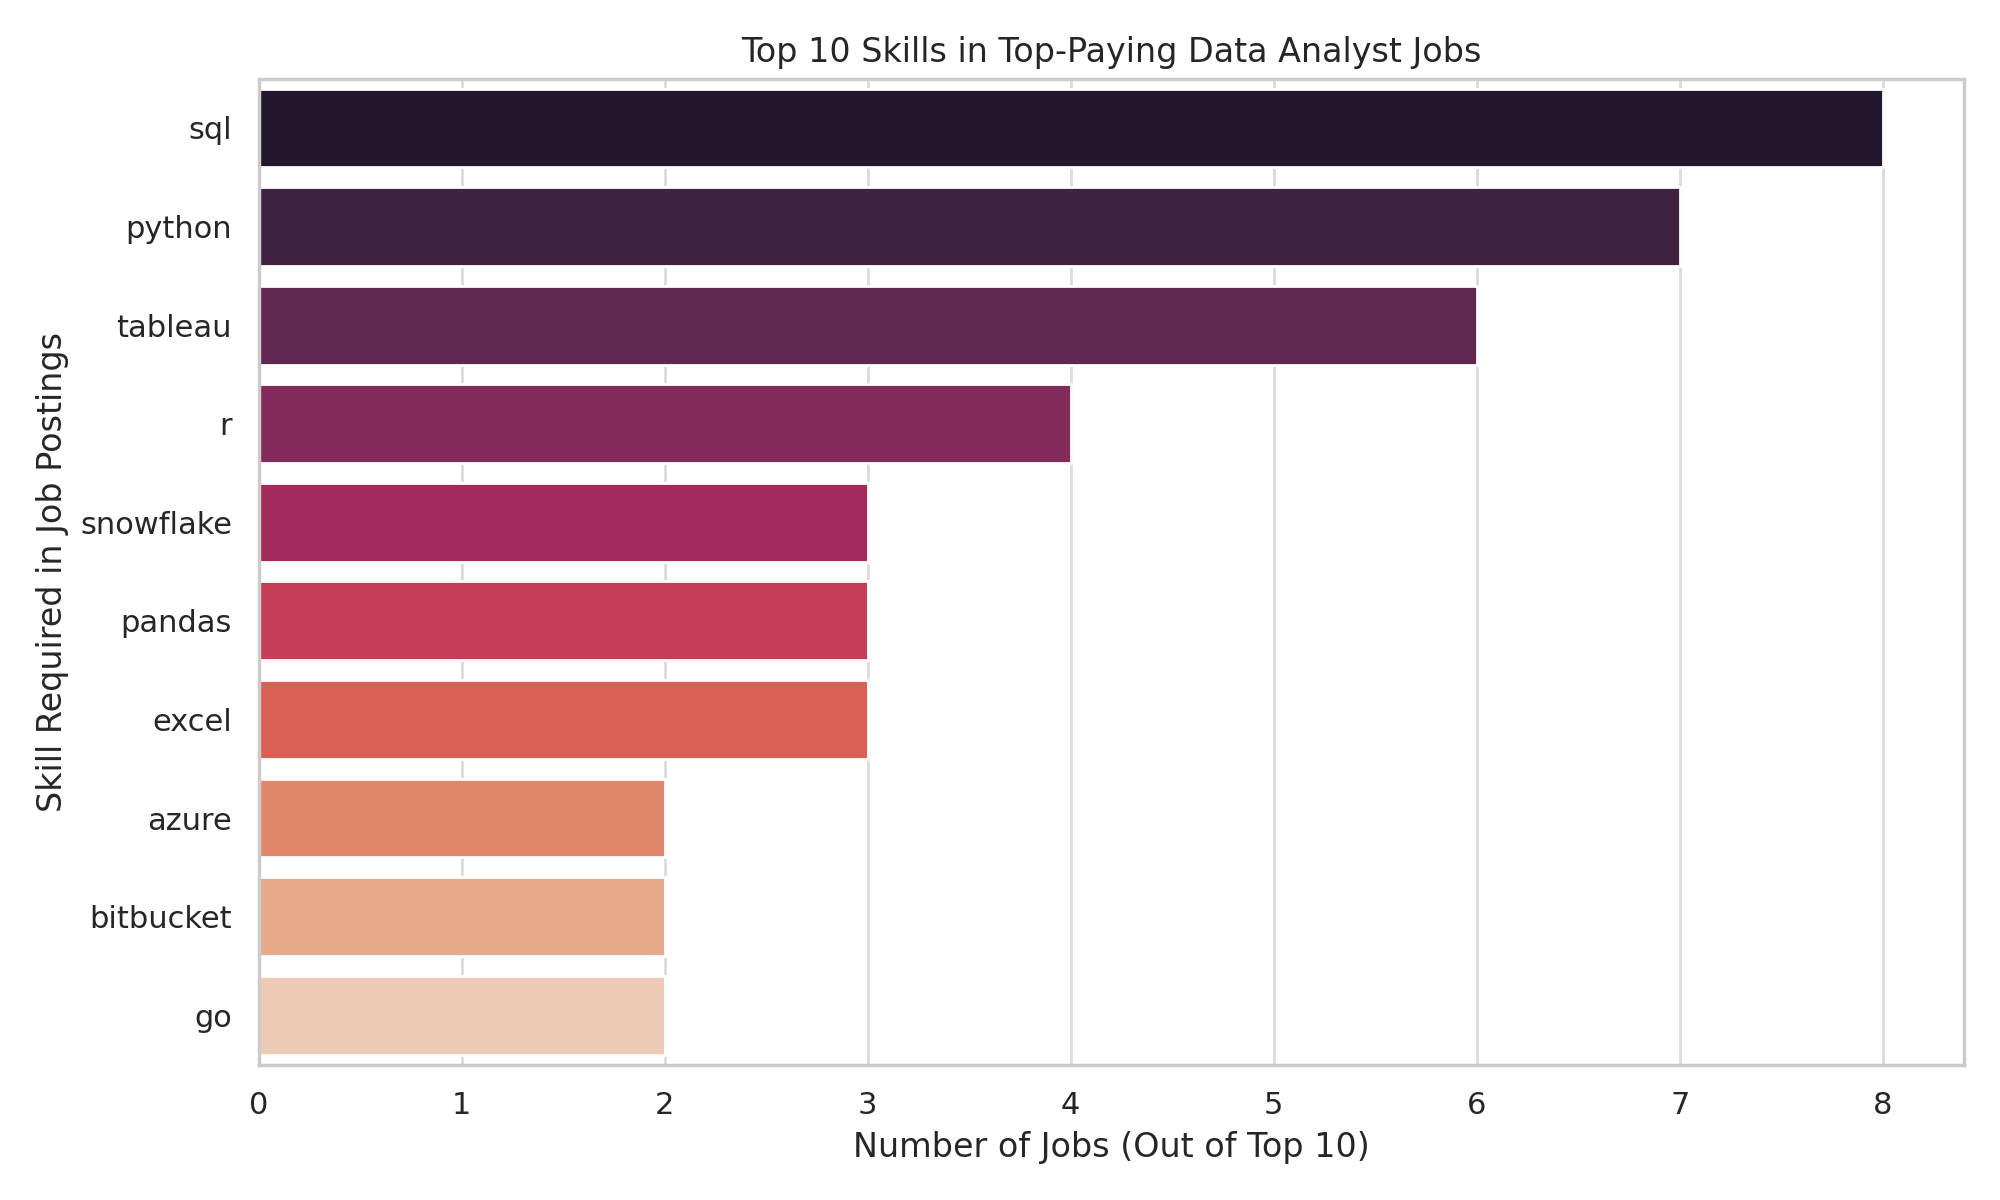 Top 10 Skills in Top-Paying Data Analyst Jobs
Skill Required in Job Postings
sql
python
tableau
r
snowflake
pandas
excel
azure
bitbucket
go
0 1 2 3 4 5 6 7 8
Number of Jobs (Out of Top 10)